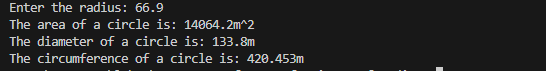 Enter the radius: 66.9
The area of a circle is: 14064.2m^2
The diameter of a circle is: 133.8m
The circumference of a circle is: 420.453m